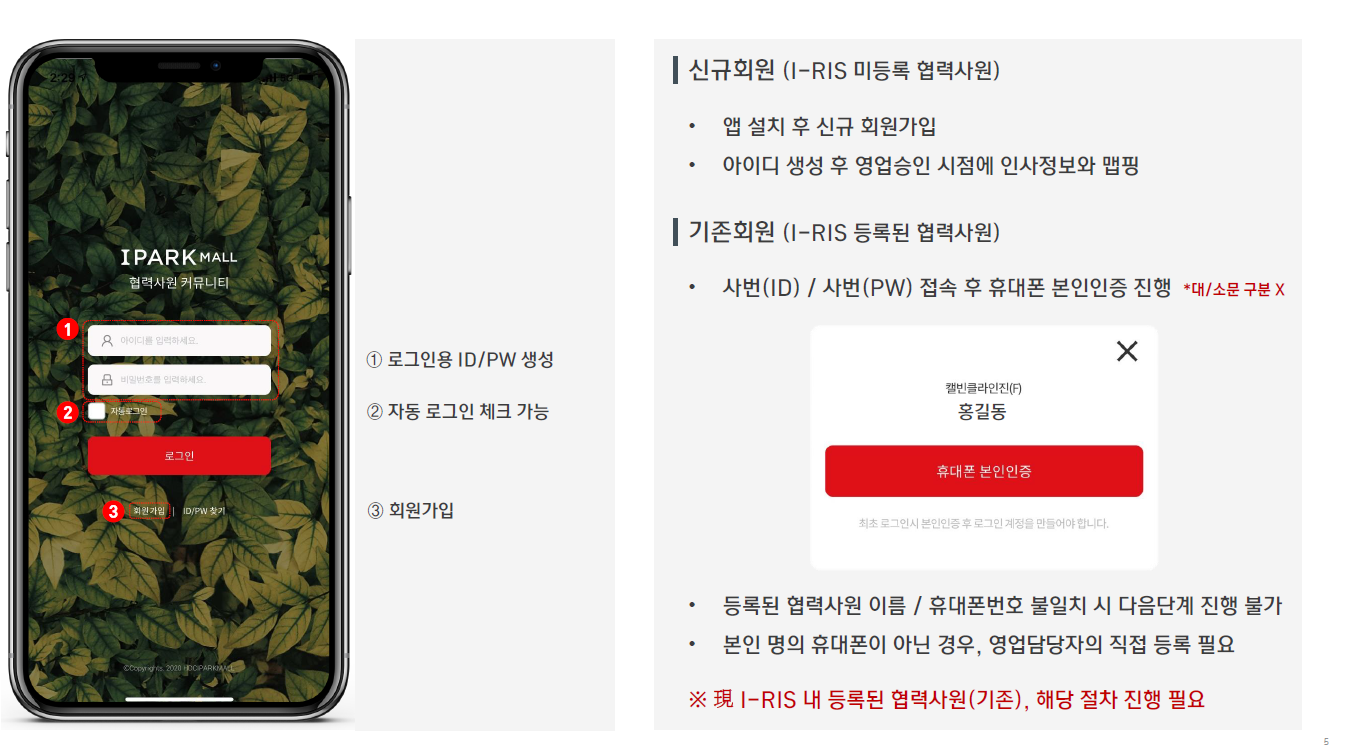 2:29
5G
IPARK MALL
협력사원 커뮤니티
1
아이디를 입력하세요.
비밀번호를 입력하세요.
2
자동로그인
로그인
3
회원가입 | ID/PW 찾기
©Copyrights. 2020 HDCIPARKMALL
① 로그인용 ID/PW 생성
② 자동 로그인 체크 가능
③ 회원가입
신규회원 (I-RIS 미등록 협력사원)
• 앱 설치 후 신규 회원가입
• 아이디 생성 후 영업승인 시점에 인사정보와 맵핑
기존회원 (I-RIS 등록된 협력사원)
• 사번(ID) / 사번(PW) 접속 후 휴대폰 본인인증 진행 *대/소문 구분 X
캘빈클라인진(F)
홍길동
휴대폰 본인인증
최초 로그인시 본인인증 후 로그인 계정을 만들어야 합니다.
• 등록된 협력사원 이름 / 휴대폰번호 불일치 시 다음단계 진행 불가
• 본인 명의 휴대폰이 아닌 경우, 영업담당자의 직접 등록 필요
※ 現 I-RIS 내 등록된 협력사원(기존), 해당 절차 진행 필요
5